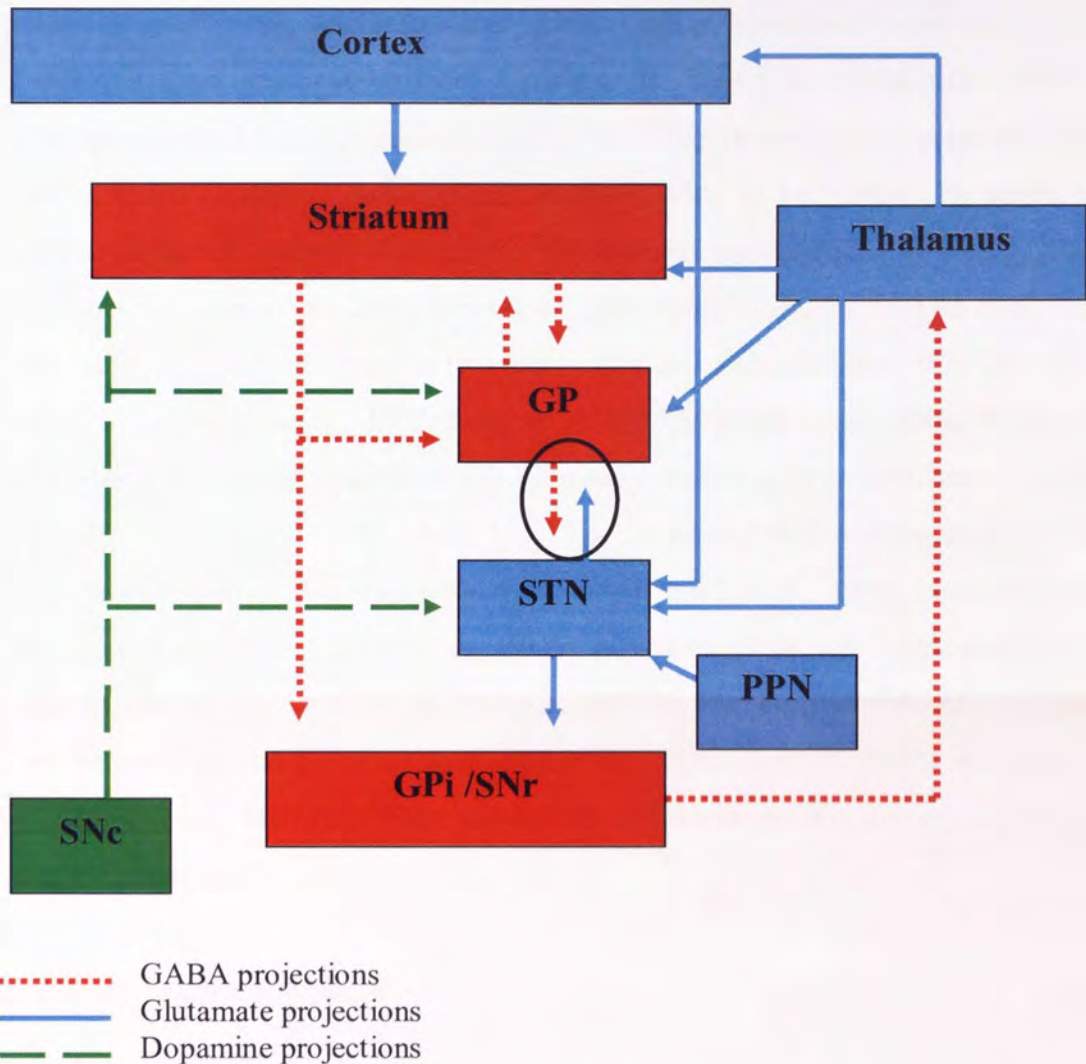 Cortex
Striatum
Thalamus
GP
STN
PPN
GPi /SNr
SNc
GABA projections
Glutamate projections
Dopamine projections